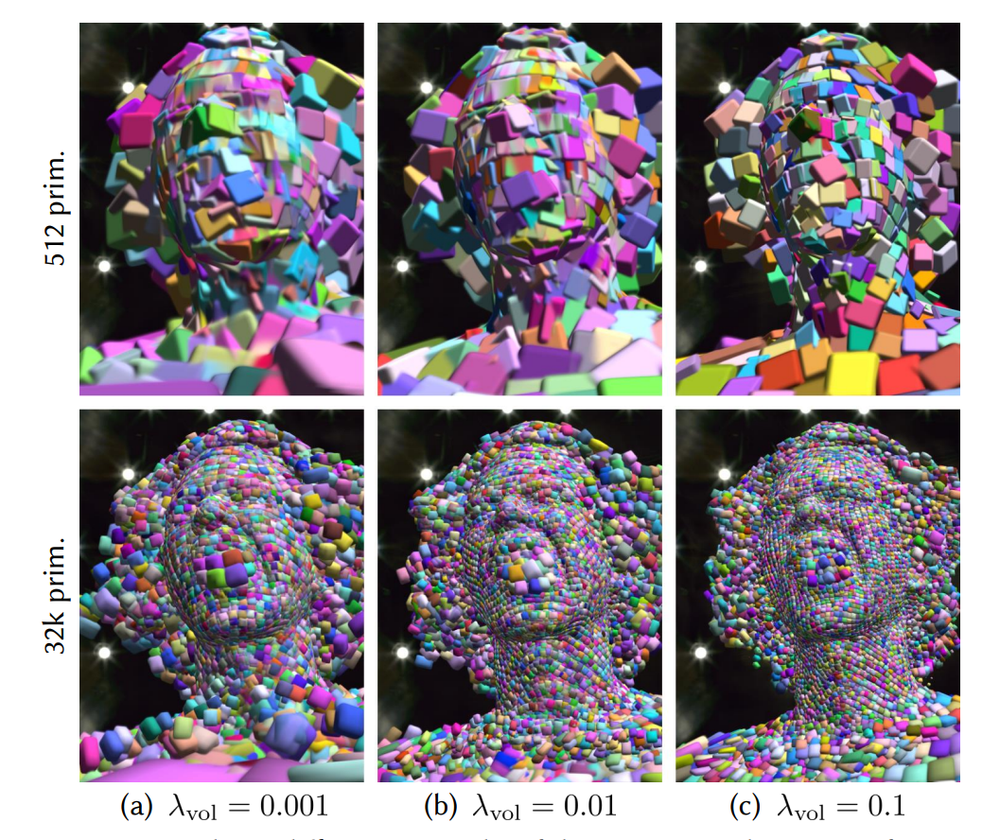 512 prim.
32k prim.
(a) λvol = 0.001
(b) λvol = 0.01
(c) λvol = 0.1